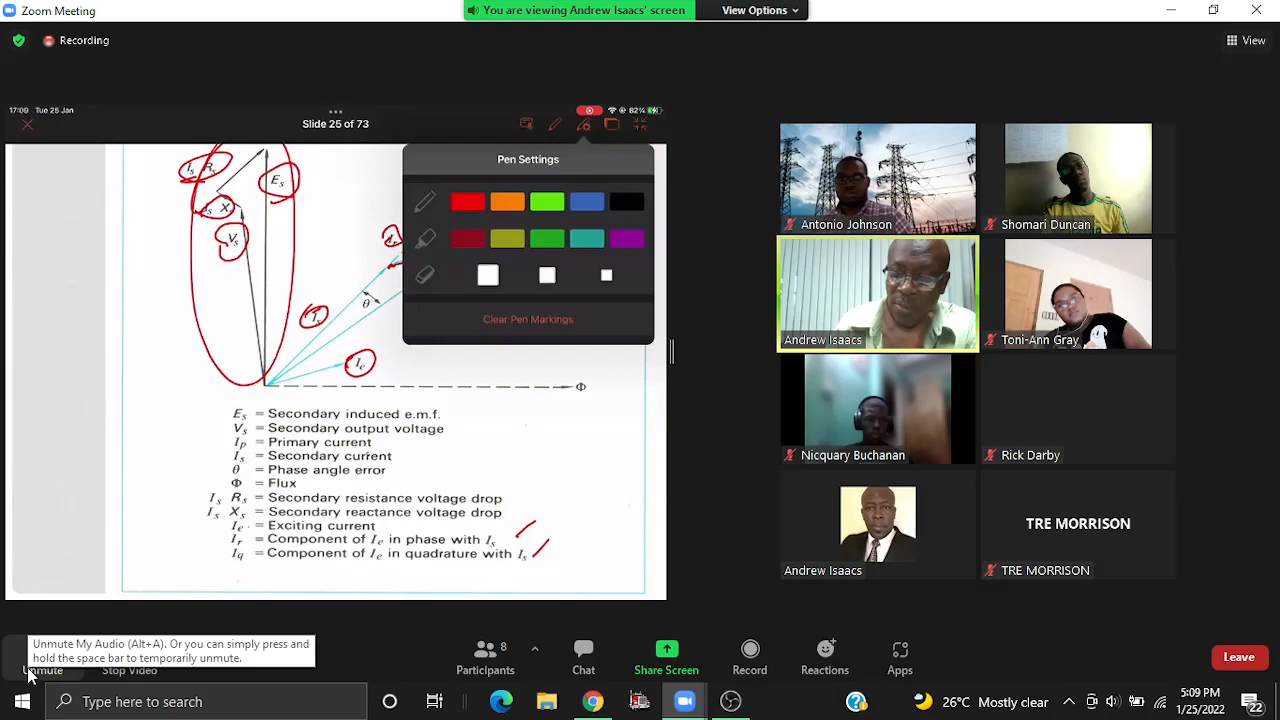 Zoom Meeting
You are viewing Andrew Isaacs' screen
View Options
Recording
View
17:09 Tue 25 Jan
82%
Slide 25 of 73
Pen Settings
Clear Pen Markings
Is Rs
Es
Vs
θ
Is
Ie
Φ
Es = Secondary induced e.m.f.
Vs = Secondary output voltage
Ip = Primary current
Is = Secondary current
θ = Phase angle error
Φ = Flux
Is Rs = Secondary resistance voltage drop
Is Xs = Secondary reactance voltage drop
Ie = Exciting current
Ir = Component of Ie in phase with Is
Iq = Component of Ie in quadrature with Is
Antonio Johnson
Shomari Duncan
Andrew Isaacs
Toni-Ann Gray
Nicquary Buchanan
Rick Darby
Andrew Isaacs
TRE MORRISON
TRE MORRISON
Unmute My Audio (Alt+A). Or you can simply press and
hold the space bar to temporarily unmute.
Unmute
Stop Video
8
Participants
Chat
Share Screen
Record
Reactions
Apps
Leave
Type here to search
26°C Mostly clear
5:09 PM
1/25/2022
22